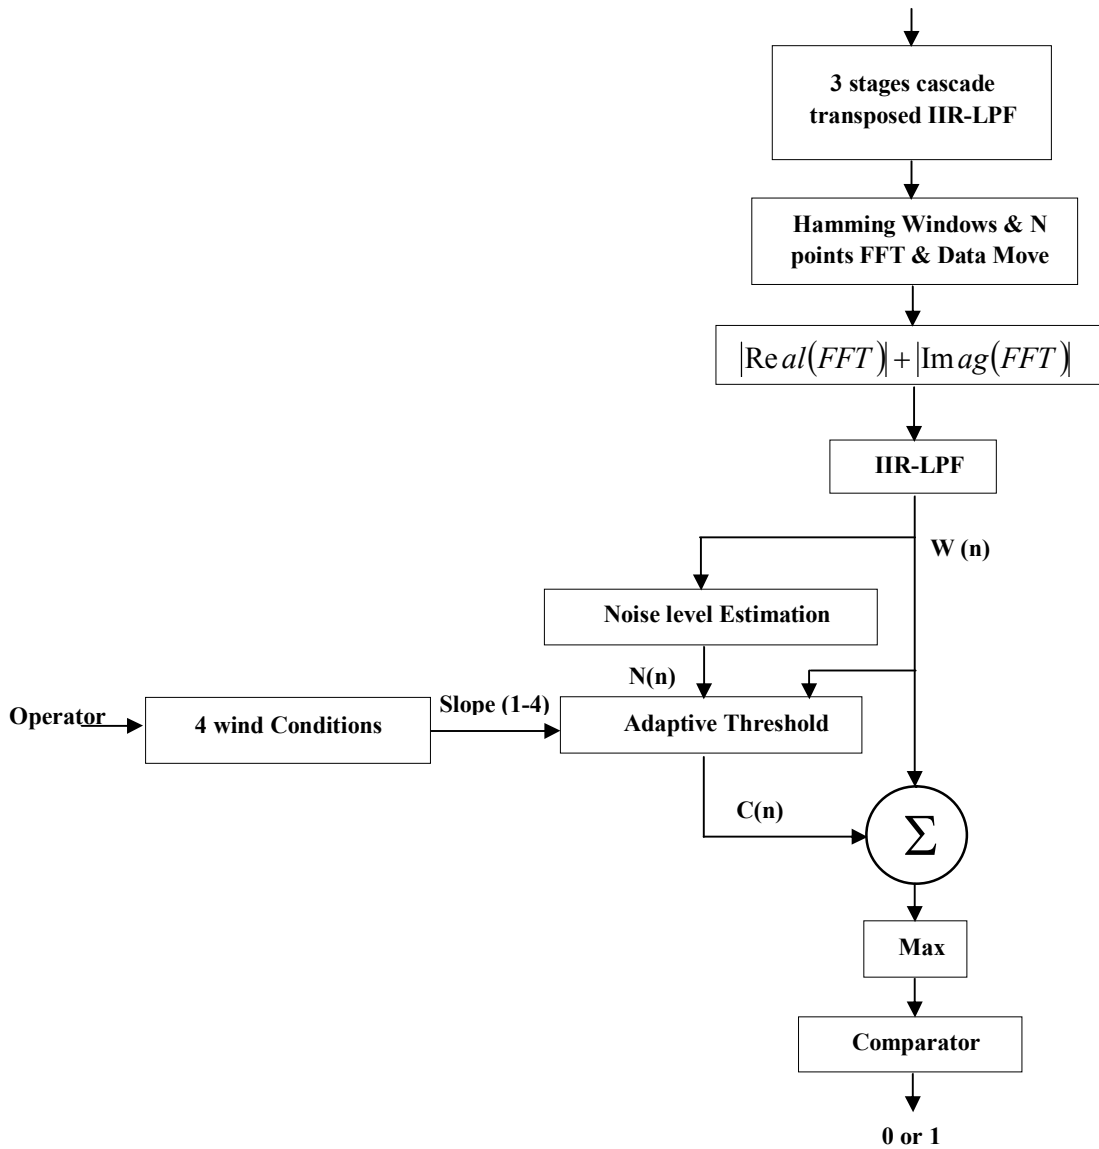 3 stages cascade
transposed IIR-LPF
Hamming Windows & N
points FFT & Data Move
|Real(FFT)| + |Imag(FFT)|
IIR-LPF
W (n)
Noise level Estimation
N(n)
Operator
4 wind Conditions
Slope (1-4)
Adaptive Threshold
C(n)
Σ
Max
Comparator
0 or 1